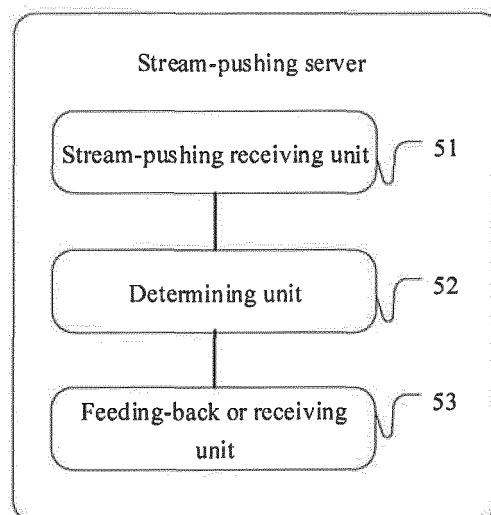 Stream-pushing server
Stream-pushing receiving unit
51
Determining unit
52
Feeding-back or receiving
unit
53